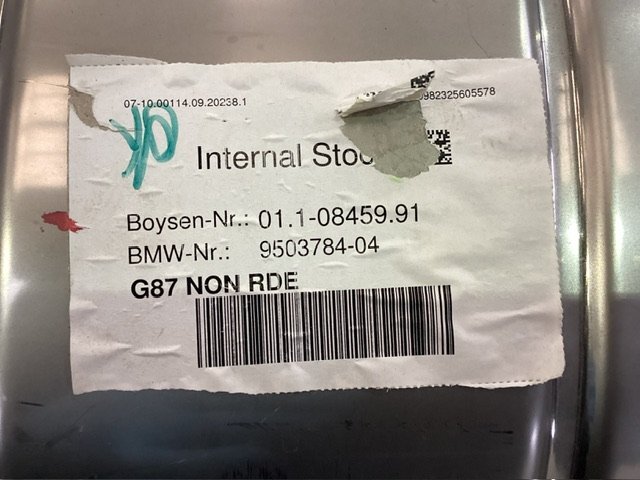 07-10.00114.09.20238.1
0982325605578
Internal
Boysen-Nr.: 01.1-08459.91
BMW-Nr.: 9503784-04
G87 NON RDE